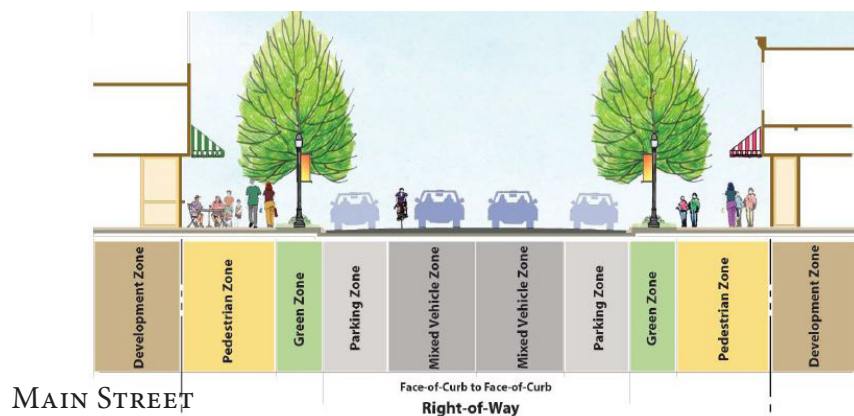 Development Zone
Pedestrian Zone
Green Zone
Parking Zone
Mixed Vehicle Zone
Mixed Vehicle Zone
Parking Zone
Green Zone
Pedestrian Zone
Development Zone
Face-of-Curb to Face-of-Curb
MAIN STREET
Right-of-Way